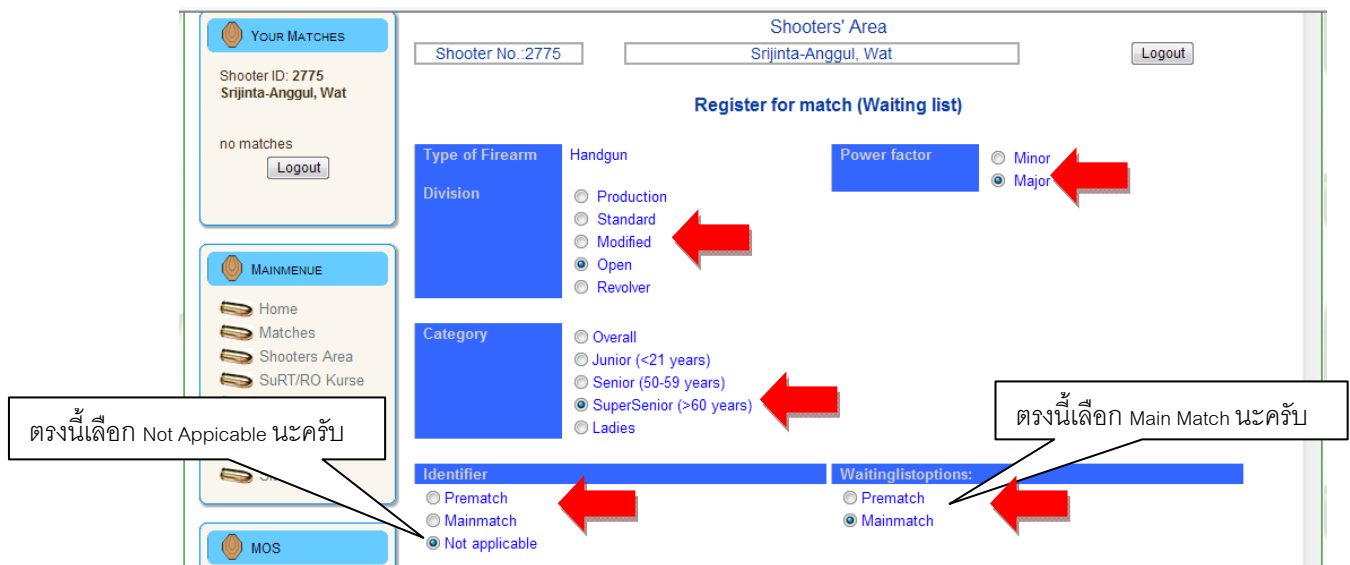 YOUR MATCHES
Shooter ID: 2775
Srijinta-Anggul, Wat
no matches
Logout
MAINMENUE
Home
Matches
Shooters Area
SuRT/RO Kurse
MOS
Shooters' Area
Shooter No.:2775
Srijinta-Anggul, Wat
Logout
Register for match (Waiting list)
Type of Firearm
Handgun
Power factor
Minor
Major
Division
Production
Standard
Modified
Open
Revolver
Category
Overall
Junior (<21 years)
Senior (50-59 years)
SuperSenior (>60 years)
Ladies
ตรงนี้เลือก Not Appicable นะครับ
ตรงนี้เลือก Main Match นะครับ
Identifier
Prematch
Mainmatch
Not applicable
Waitinglistoptions:
Prematch
Mainmatch